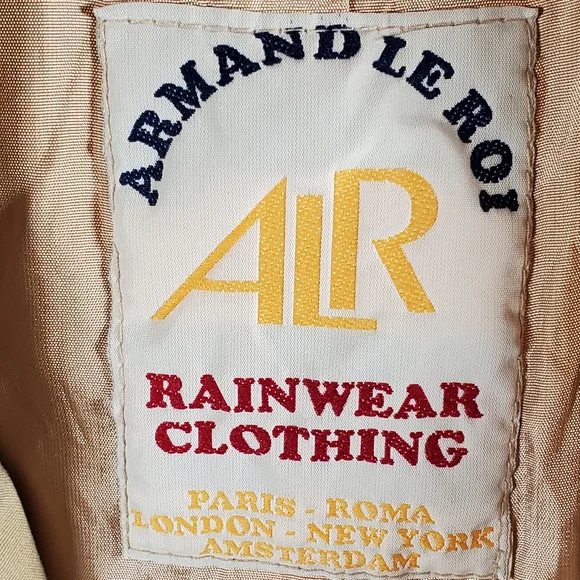 ARMAND LE ROI
ALR
RAINWEAR
CLOTHING
PARIS - ROMA
LONDON - NEW YORK
AMSTERDAM